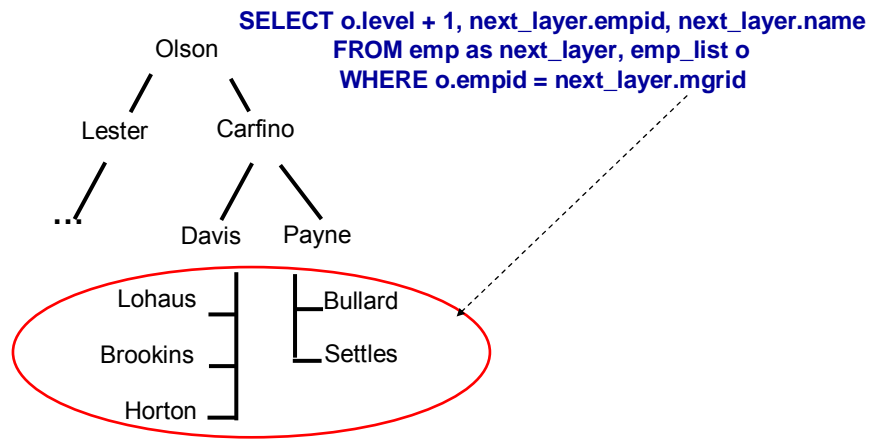 SELECT o.level + 1, next_layer.empid, next_layer.name
FROM emp as next_layer, emp_list o
WHERE o.empid = next_layer.mgrid
Olson
Lester
Carfino
...
Davis
Payne
Lohaus
Bullard
Brookins
Settles
Horton